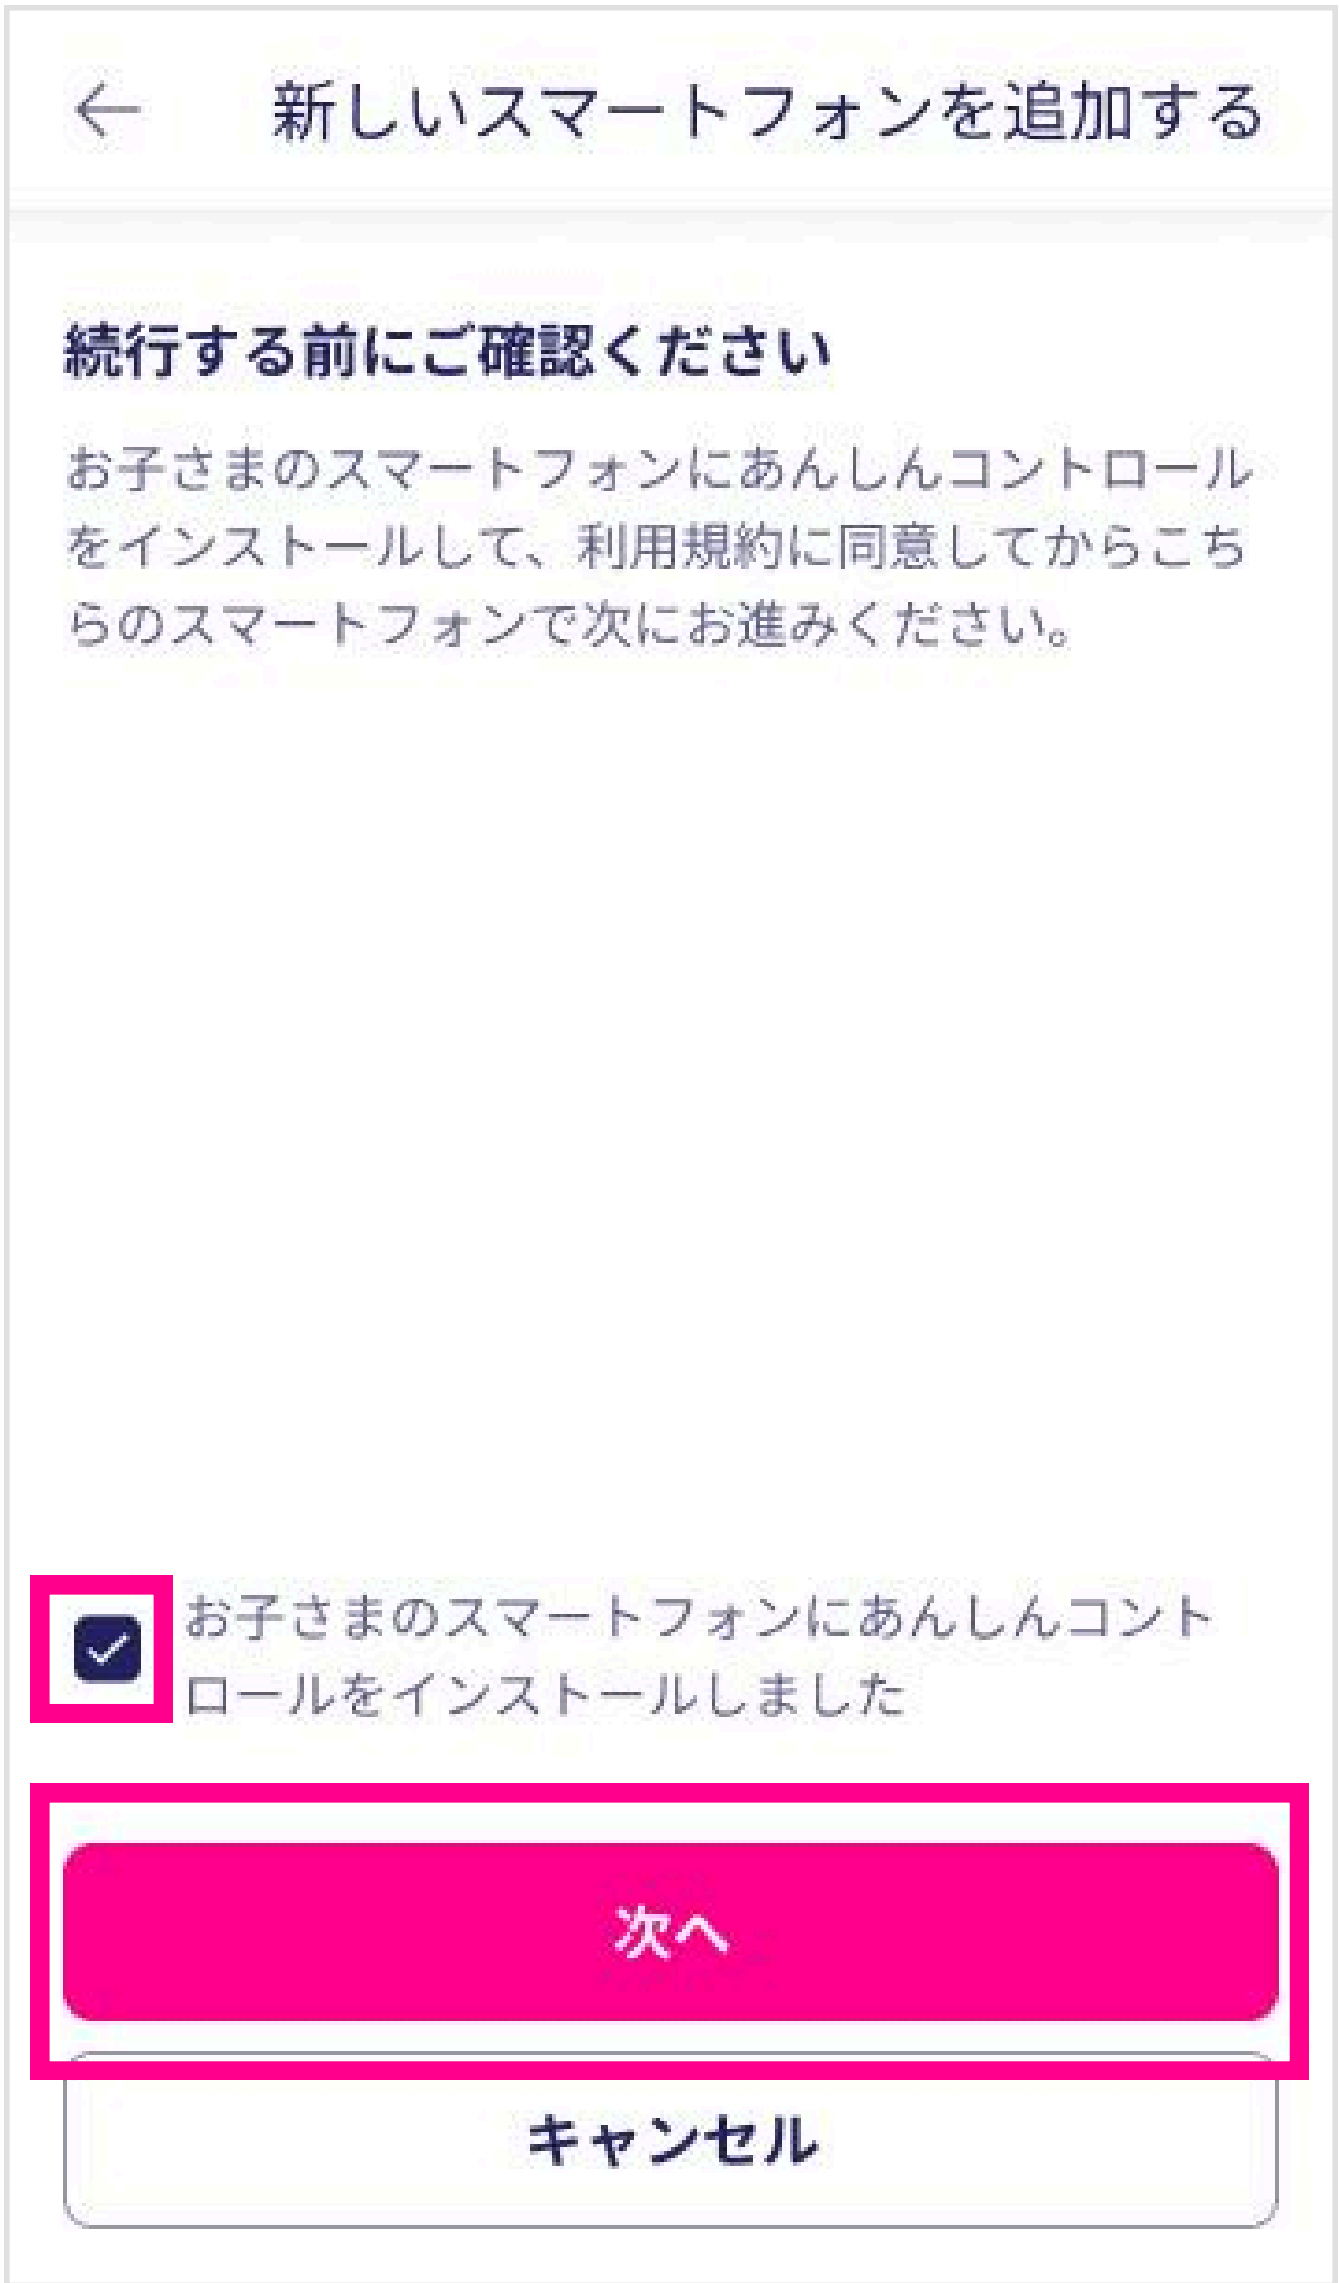 新しいスマートフォンを追加する
続行する前にご確認ください
お子さまのスマートフォンにあんしんコントロール
をインストールして、利用規約に同意してからこち
らのスマートフォンで次にお進みください。
お子さまのスマートフォンにあんしんコント
ロールをインストールしました
次へ
キャンセル